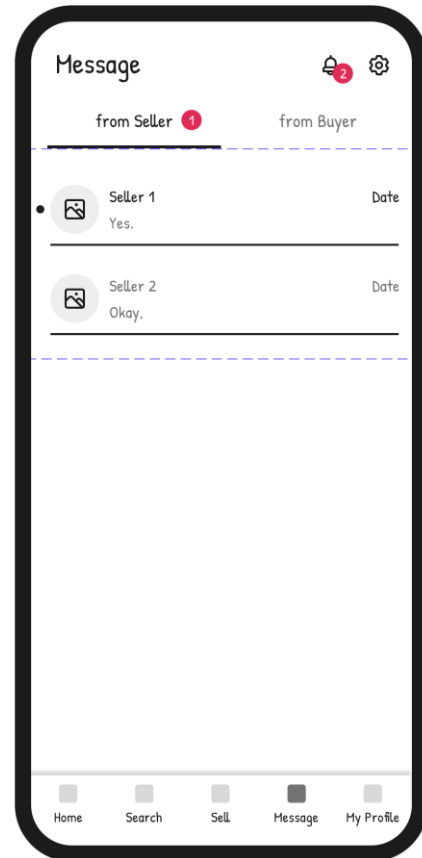 Message
2
from Seller 1
from Buyer
Seller 1
Date
Yes.
Seller 2
Date
Okay,
Home
Search
Sell
Message
My Profile